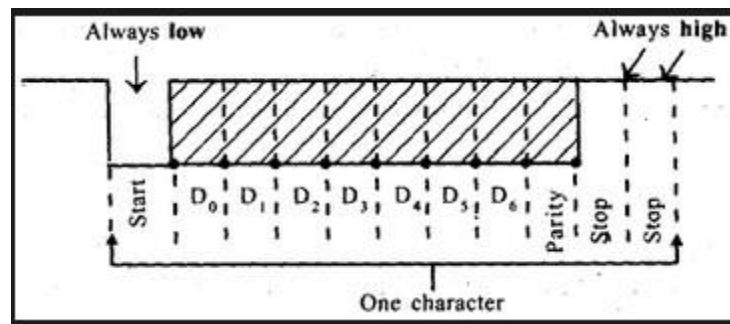 Always low
Always high
Start
D0
D1
D2
D3
D4
D5
D6
Parity
Stop
Stop
One character